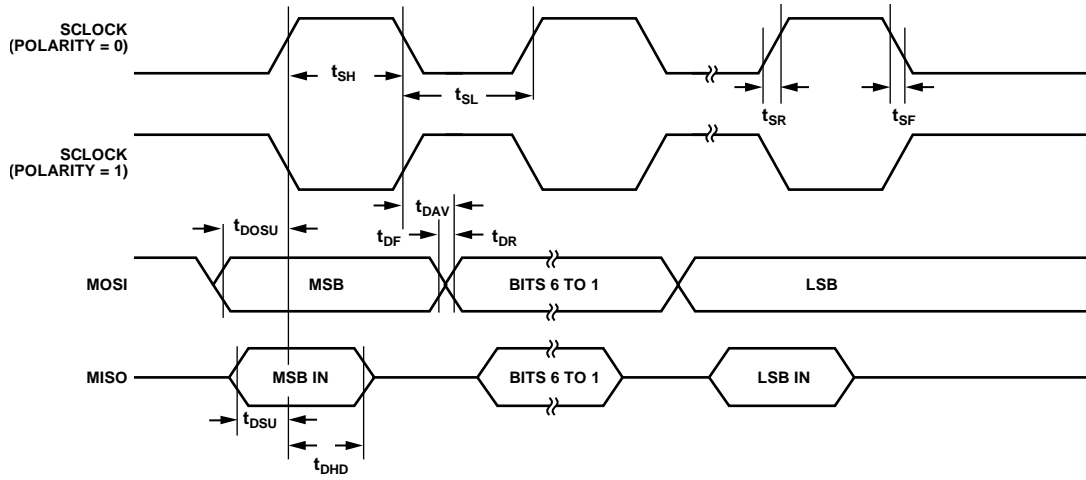 SCLOCK
(POLARITY = 0)
tSH
tSL
tSR
tSF
SCLOCK
(POLARITY = 1)
tDAV
tDOSU
tDF
tDR
MOSI
MSB
BITS 6 TO 1
LSB
MISO
MSB IN
BITS 6 TO 1
LSB IN
tDSU
tDHD